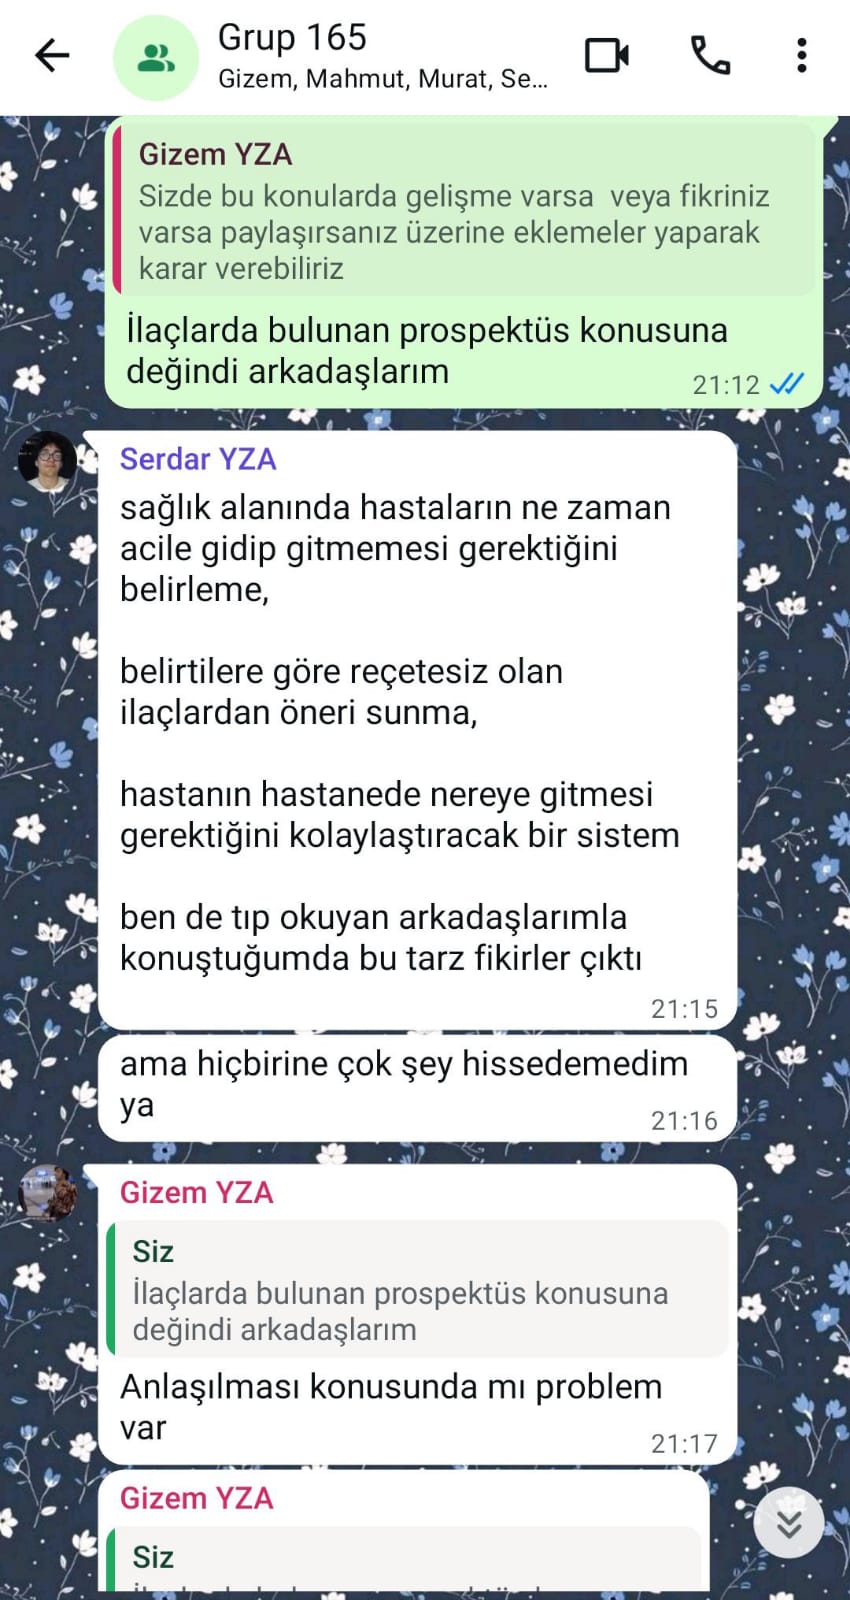 Grup 165
Gizem, Mahmut, Murat, Se...
Gizem YZA
Sizde bu konularda gelişme varsa veya fikriniz
varsa paylaşırsanız üzerine eklemeler yaparak
karar verebiliriz
İlaçlarda bulunan prospektüs konusuna
değindi arkadaşlarım
21:12
Serdar YZA
sağlık alanında hastaların ne zaman
acile gidip gitmemesi gerektiğini
belirleme,
belirtilere göre reçetesiz olan
ilaçlardan öneri sunma,
hastanın hastanede nereye gitmesi
gerektiğini kolaylaştıracak bir sistem
ben de tıp okuyan arkadaşlarımla
konuştuğumda bu tarz fikirler çıktı
21:15
ama hiçbirine çok şey hissedemedim
ya
21:16
Gizem YZA
Siz
İlaçlarda bulunan prospektüs konusuna
değindi arkadaşlarım
Anlaşılması konusunda mı problem
var
21:17
Gizem YZA
Siz